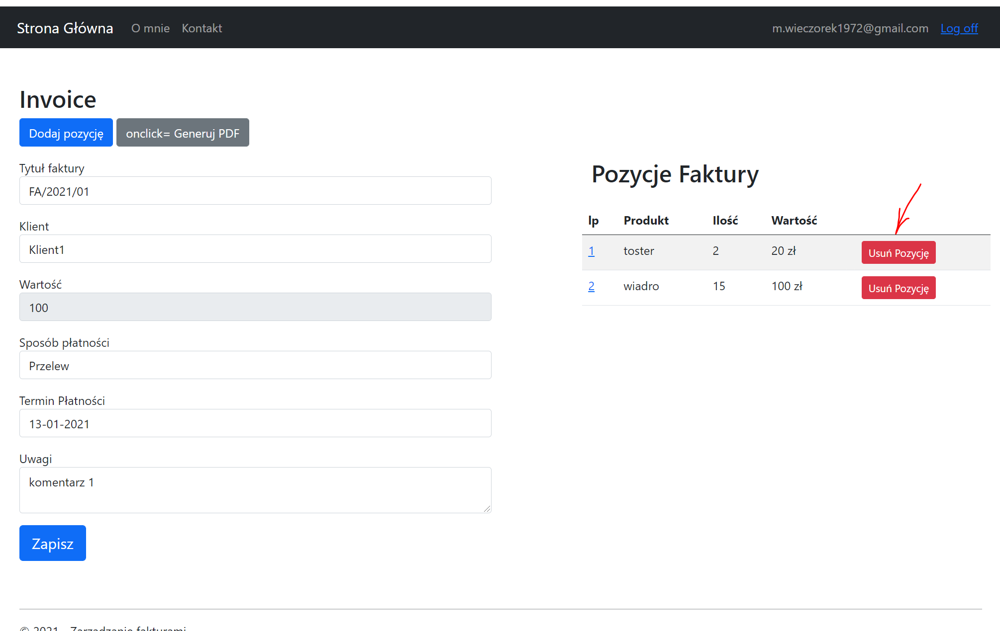 Strona Główna O mnie Kontakt m.wieczorek1972@gmail.com Log off
Invoice
Dodaj pozycję onclick= Generuj PDF
Tytuł faktury
FA/2021/01
Klient
Klient1
Wartość
100
Sposób płatności
Przelew
Termin Płatności
13-01-2021
Uwagi
komentarz 1
Zapisz
Pozycje Faktury
lp Produkt Ilość Wartość
1 toster 2 20 zł Usuń Pozycję
2 wiadro 15 100 zł Usuń Pozycję
© 2021 - Zarządzanie fakturami